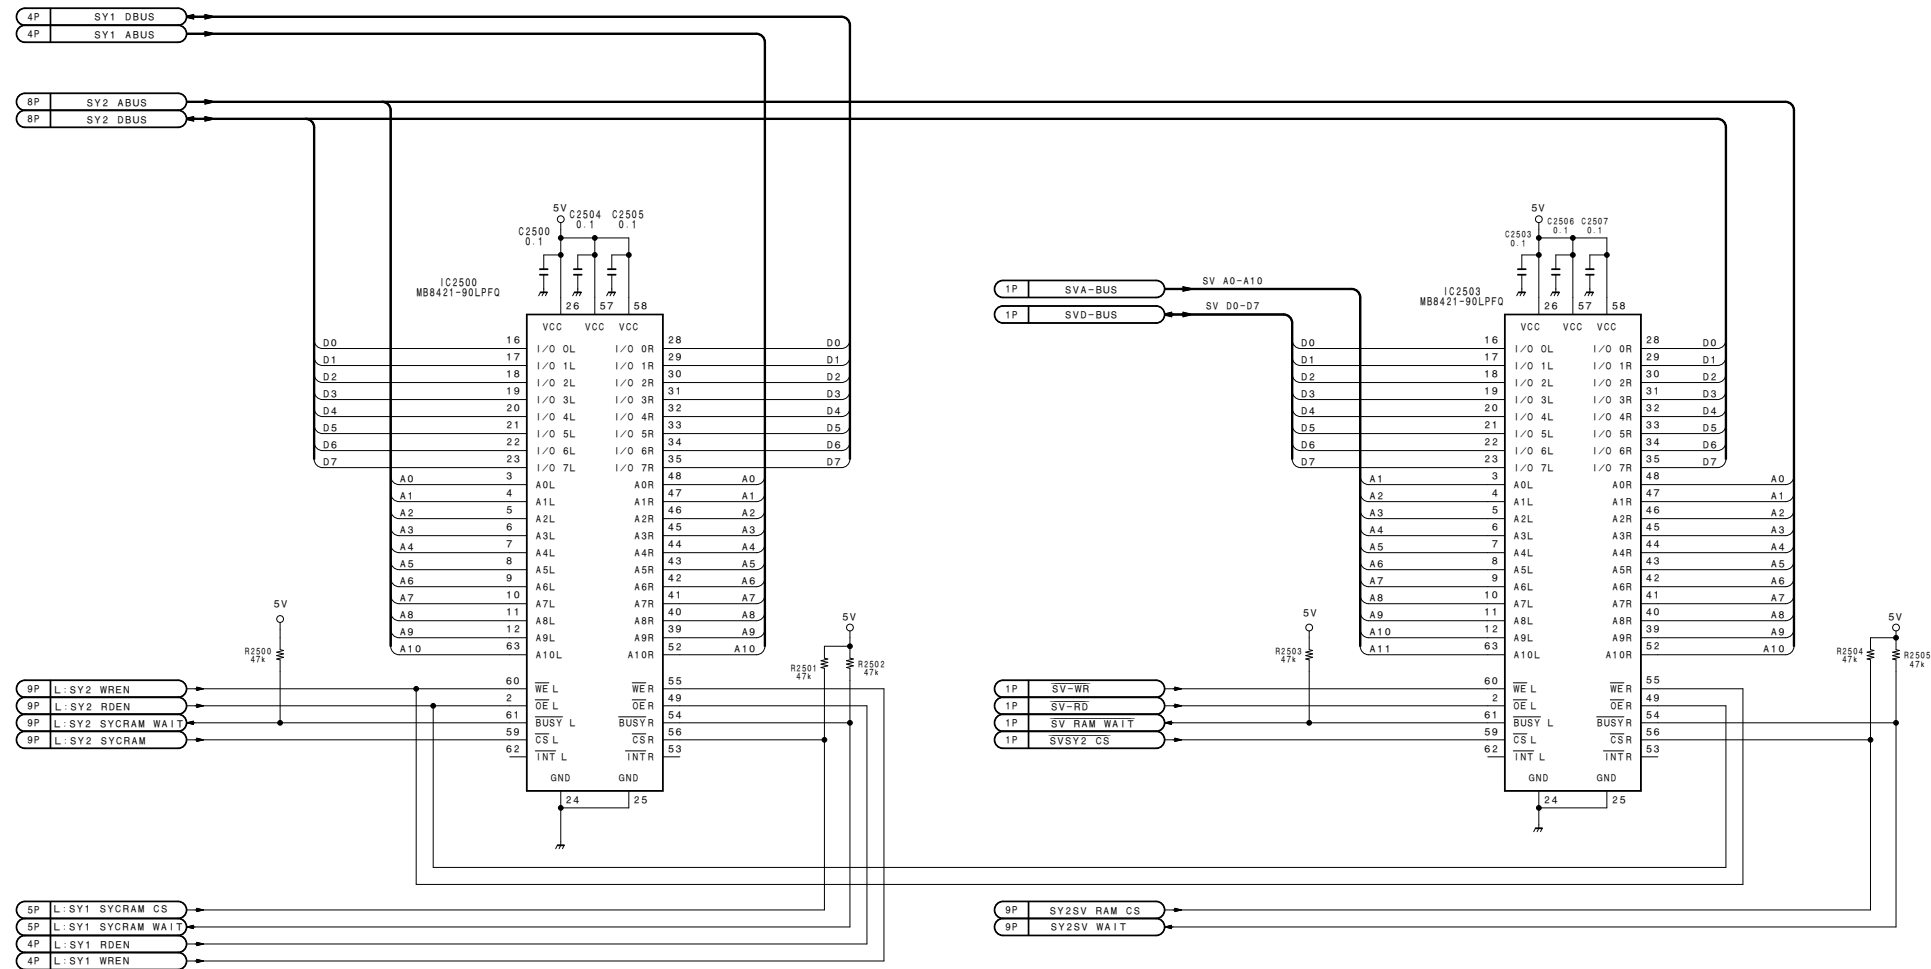 4P SY1 DBUS
4P SY1 ABUS
8P SY2 ABUS
8P SY2 DBUS
5V
C2500 0.1
C2504 0.1
C2505 0.1
IC2500
MB8421-90LPFQ
26 57 58
VCC VCC VCC
D0 16 I/O 0L I/O 0R 28 D0
D1 17 I/O 1L I/O 1R 29 D1
D2 18 I/O 2L I/O 2R 30 D2
D3 19 I/O 3L I/O 3R 31 D3
D4 20 I/O 4L I/O 4R 32 D4
D5 21 I/O 5L I/O 5R 33 D5
D6 22 I/O 6L I/O 6R 34 D6
D7 23 I/O 7L I/O 7R 35 D7
A0 3 A0L A0R 48 A0
A1 4 A1L A1R 47 A1
A2 5 A2L A2R 46 A2
A3 6 A3L A3R 45 A3
A4 7 A4L A4R 44 A4
A5 8 A5L A5R 43 A5
A6 9 A6L A6R 42 A6
A7 10 A7L A7R 41 A7
A8 11 A8L A8R 40 A8
A9 12 A9L A9R 39 A9
A10 63 A10L A10R 52 A10
5V
R2500
47k
5V
R2501
47k
R2502
47k
9P L:SY2 WREN 60 WE L WE R 55
9P L:SY2 RDEN 2 OE L OE R 49
9P L:SY2 SYCRAM WAIT 61 BUSY L BUSY R 54
9P L:SY2 SYCRAM 59 CS L CS R 56
62 INT L INT R 53
GND GND
24 25
5P L:SY1 SYCRAM CS
5P L:SY1 SYCRAM WAIT
4P L:SY1 RDEN
4P L:SY1 WREN
5V
C2503 0.1
C2506 0.1
C2507 0.1
IC2503
MB8421-90LPFQ
1P SVA-BUS SV A0-A10
1P SVD-BUS SV D0-D7
26 57 58
VCC VCC VCC
D0 16 I/O 0L I/O 0R 28 D0
D1 17 I/O 1L I/O 1R 29 D1
D2 18 I/O 2L I/O 2R 30 D2
D3 19 I/O 3L I/O 3R 31 D3
D4 20 I/O 4L I/O 4R 32 D4
D5 21 I/O 5L I/O 5R 33 D5
D6 22 I/O 6L I/O 6R 34 D6
D7 23 I/O 7L I/O 7R 35 D7
A1 3 A0L A0R 48 A0
A2 4 A1L A1R 47 A1
A3 5 A2L A2R 46 A2
A4 6 A3L A3R 45 A3
A5 7 A4L A4R 44 A4
A6 8 A5L A5R 43 A5
A7 9 A6L A6R 42 A6
A8 10 A7L A7R 41 A7
A9 11 A8L A8R 40 A8
A10 12 A9L A9R 39 A9
A11 63 A10L A10R 52 A10
5V
R2503
47k
5V
R2504
47k
R2505
47k
1P SV-WR 60 WE L WE R 55
1P SV-RD 2 OE L OE R 49
1P SV RAM WAIT 61 BUSY L BUSY R 54
1P SVSY2 CS 59 CS L CS R 56
62 INT L INT R 53
GND GND
24 25
9P SY2SV RAM CS
9P SY2SV WAIT